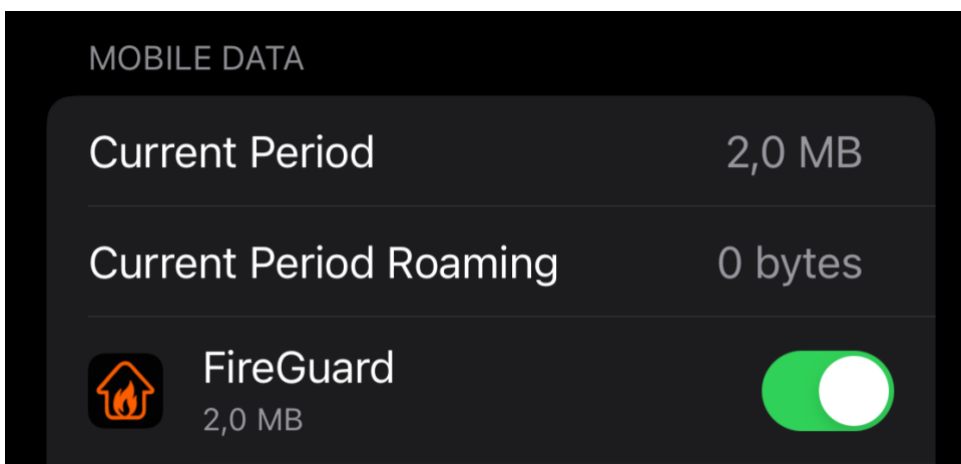 MOBILE DATA
Current Period 2,0 MB
Current Period Roaming 0 bytes
FireGuard
2,0 MB